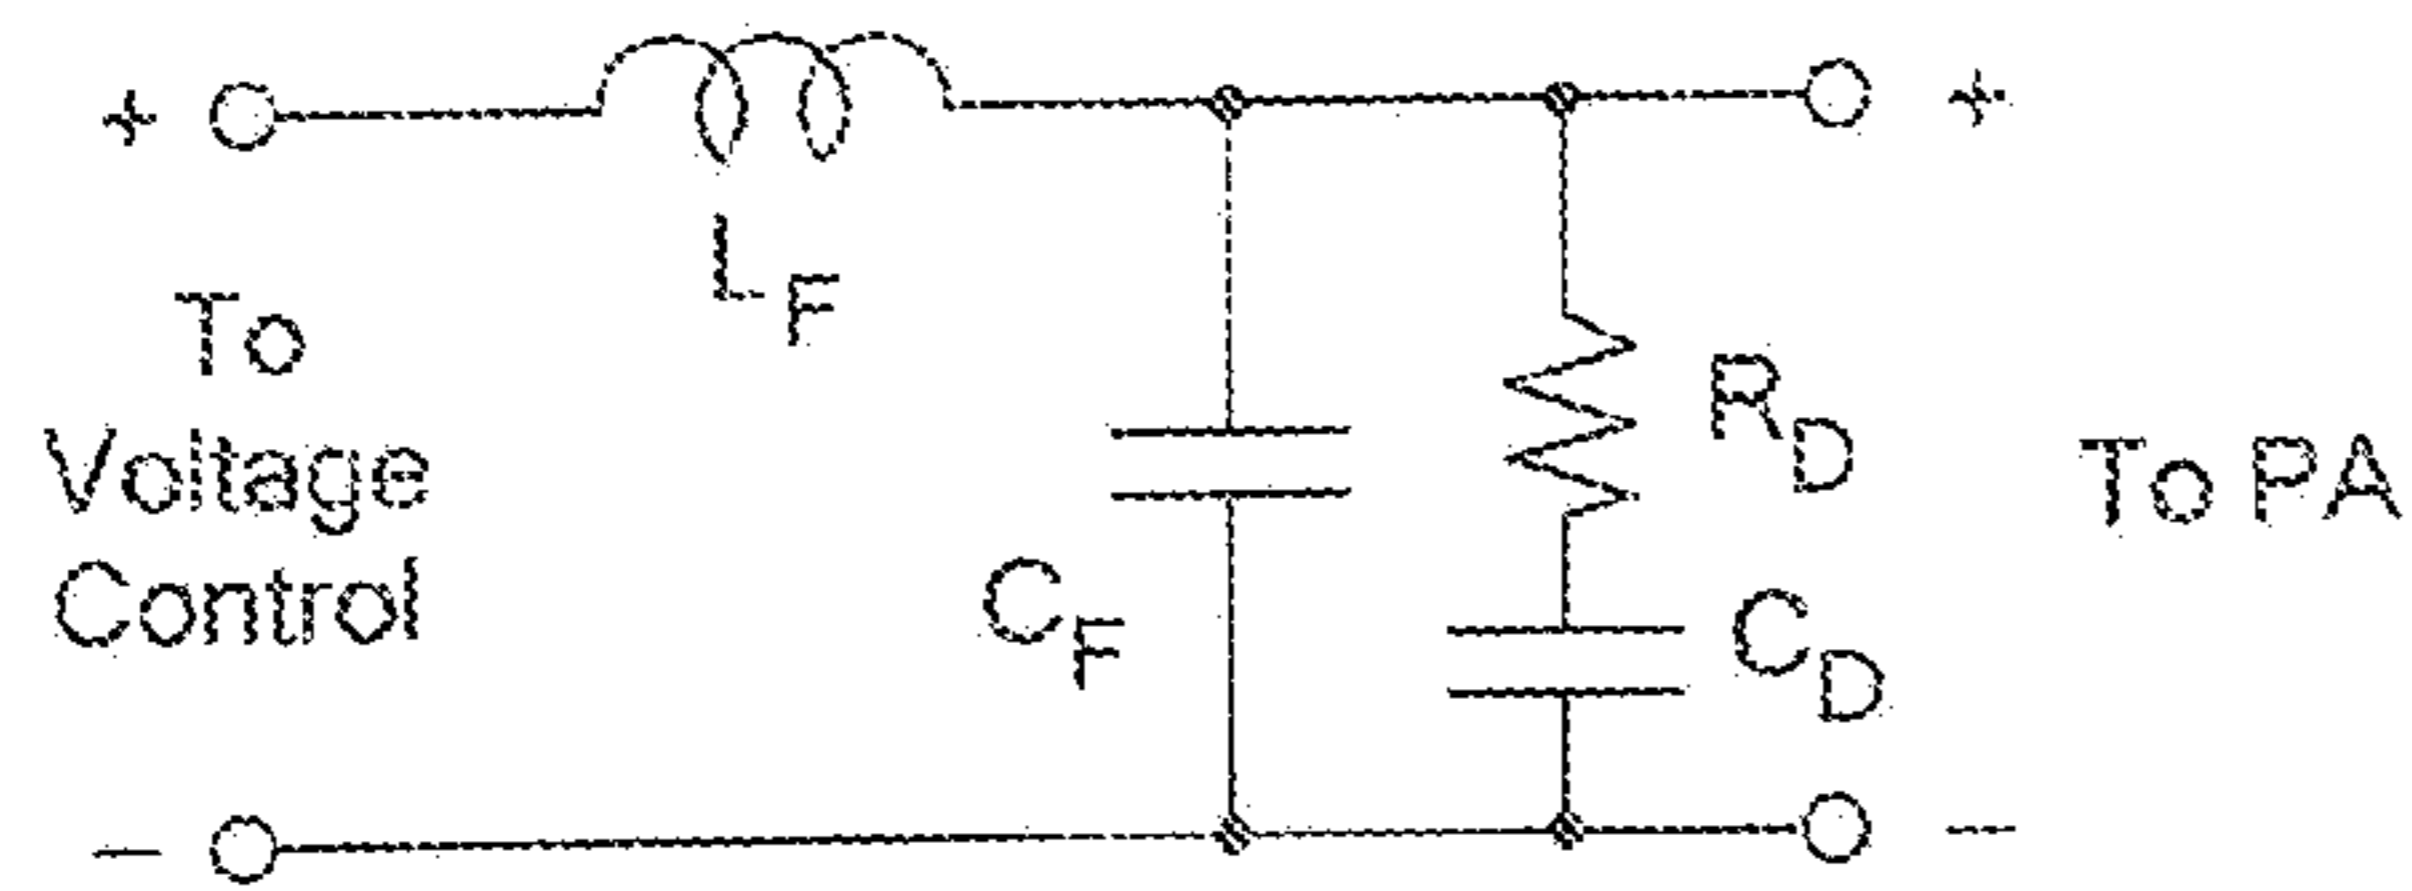 +
+
L_F
To
Voltage
Control
C_F
R_D
C_D
To PA
−
−